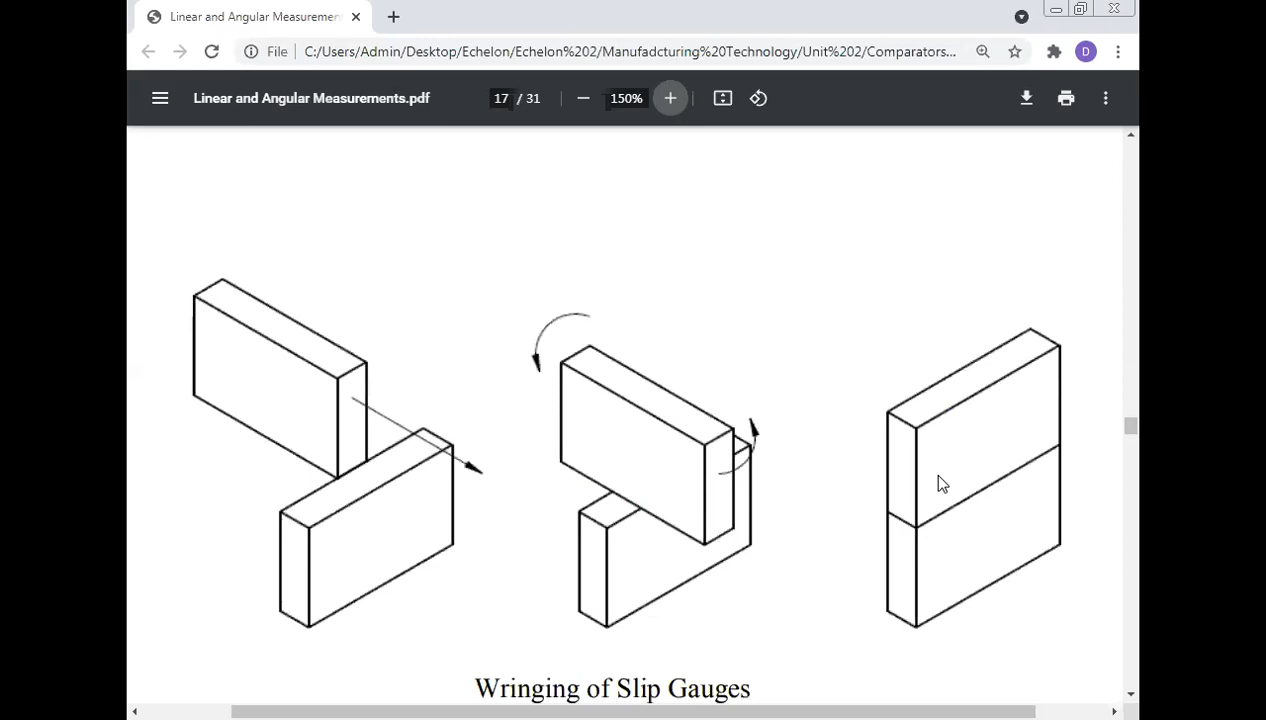 Linear and Angular Measuremen
File
C:/Users/Admin/Desktop/Echelon/Echelon%202/Manufadcturing%20Technology/Unit%202/Comparators...
D
Linear and Angular Measurements.pdf
17 / 31
150%
Wringing of Slip Gauges